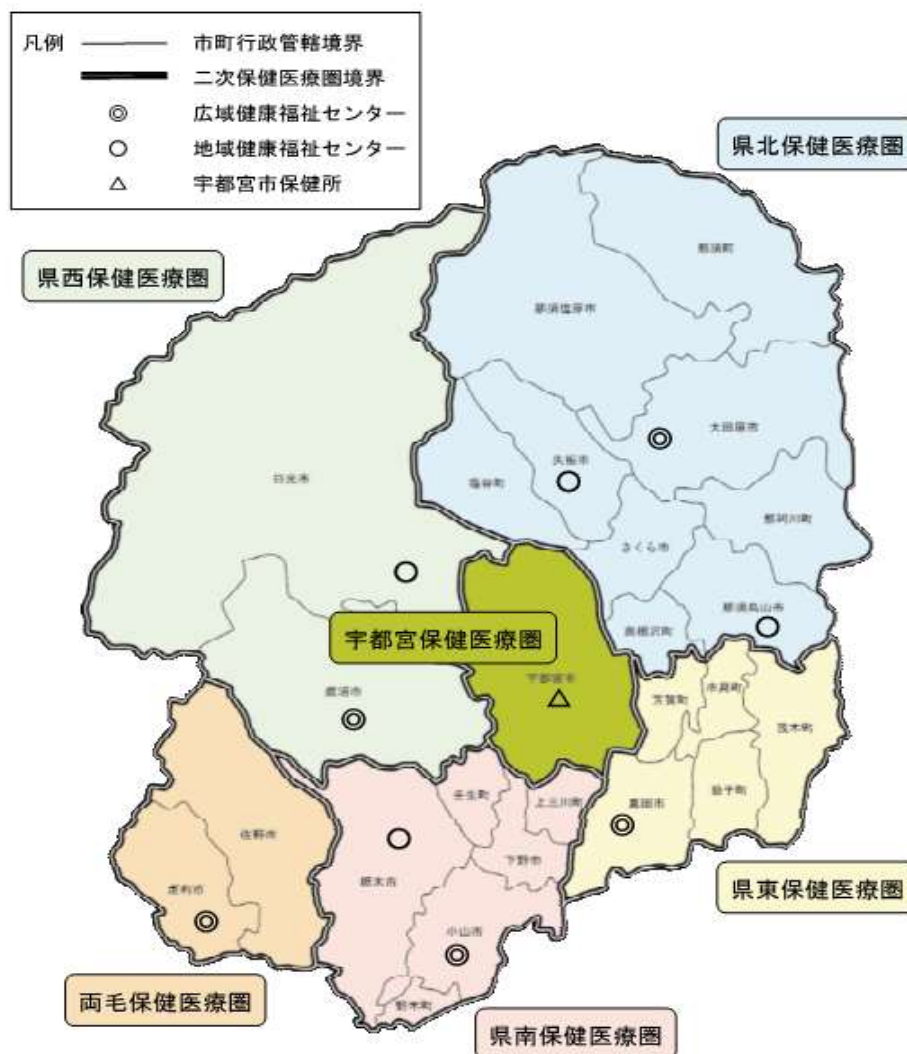 凡例 市町行政管轄境界
二次保健医療圏境界
広域健康福祉センター
地域健康福祉センター
宇都宮市保健所
県北保健医療圏
県西保健医療圏
那須町
那須塩原市
大田原市
矢板市
塩谷町
日光市
那珂川町
さくら市
那須烏山市
高根沢町
宇都宮保健医療圏
宇都宮市
芳賀町
市貝町
茂木町
鹿沼市
益子町
真岡市
壬生町
上三川町
下野市
佐野市
栃木市
足利市
小山市
野木町
県東保健医療圏
両毛保健医療圏
県南保健医療圏